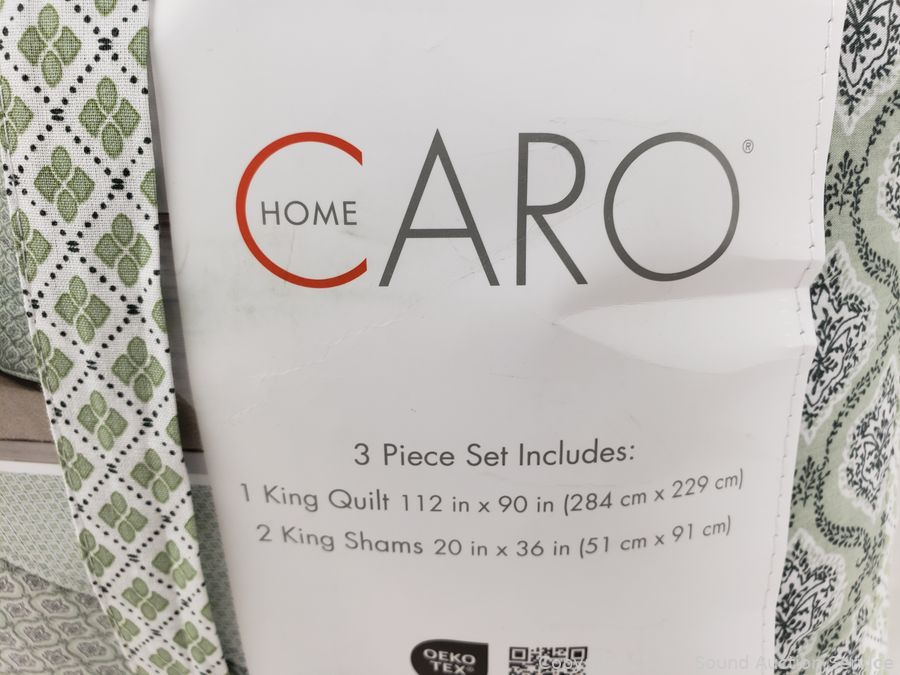 HOME
CARO®
3 Piece Set Includes:
1 King Quilt 112 in x 90 in (284 cm x 229 cm)
2 King Shams 20 in x 36 in (51 cm x 91 cm)
OEKO
TEX®
Sound Auction Service